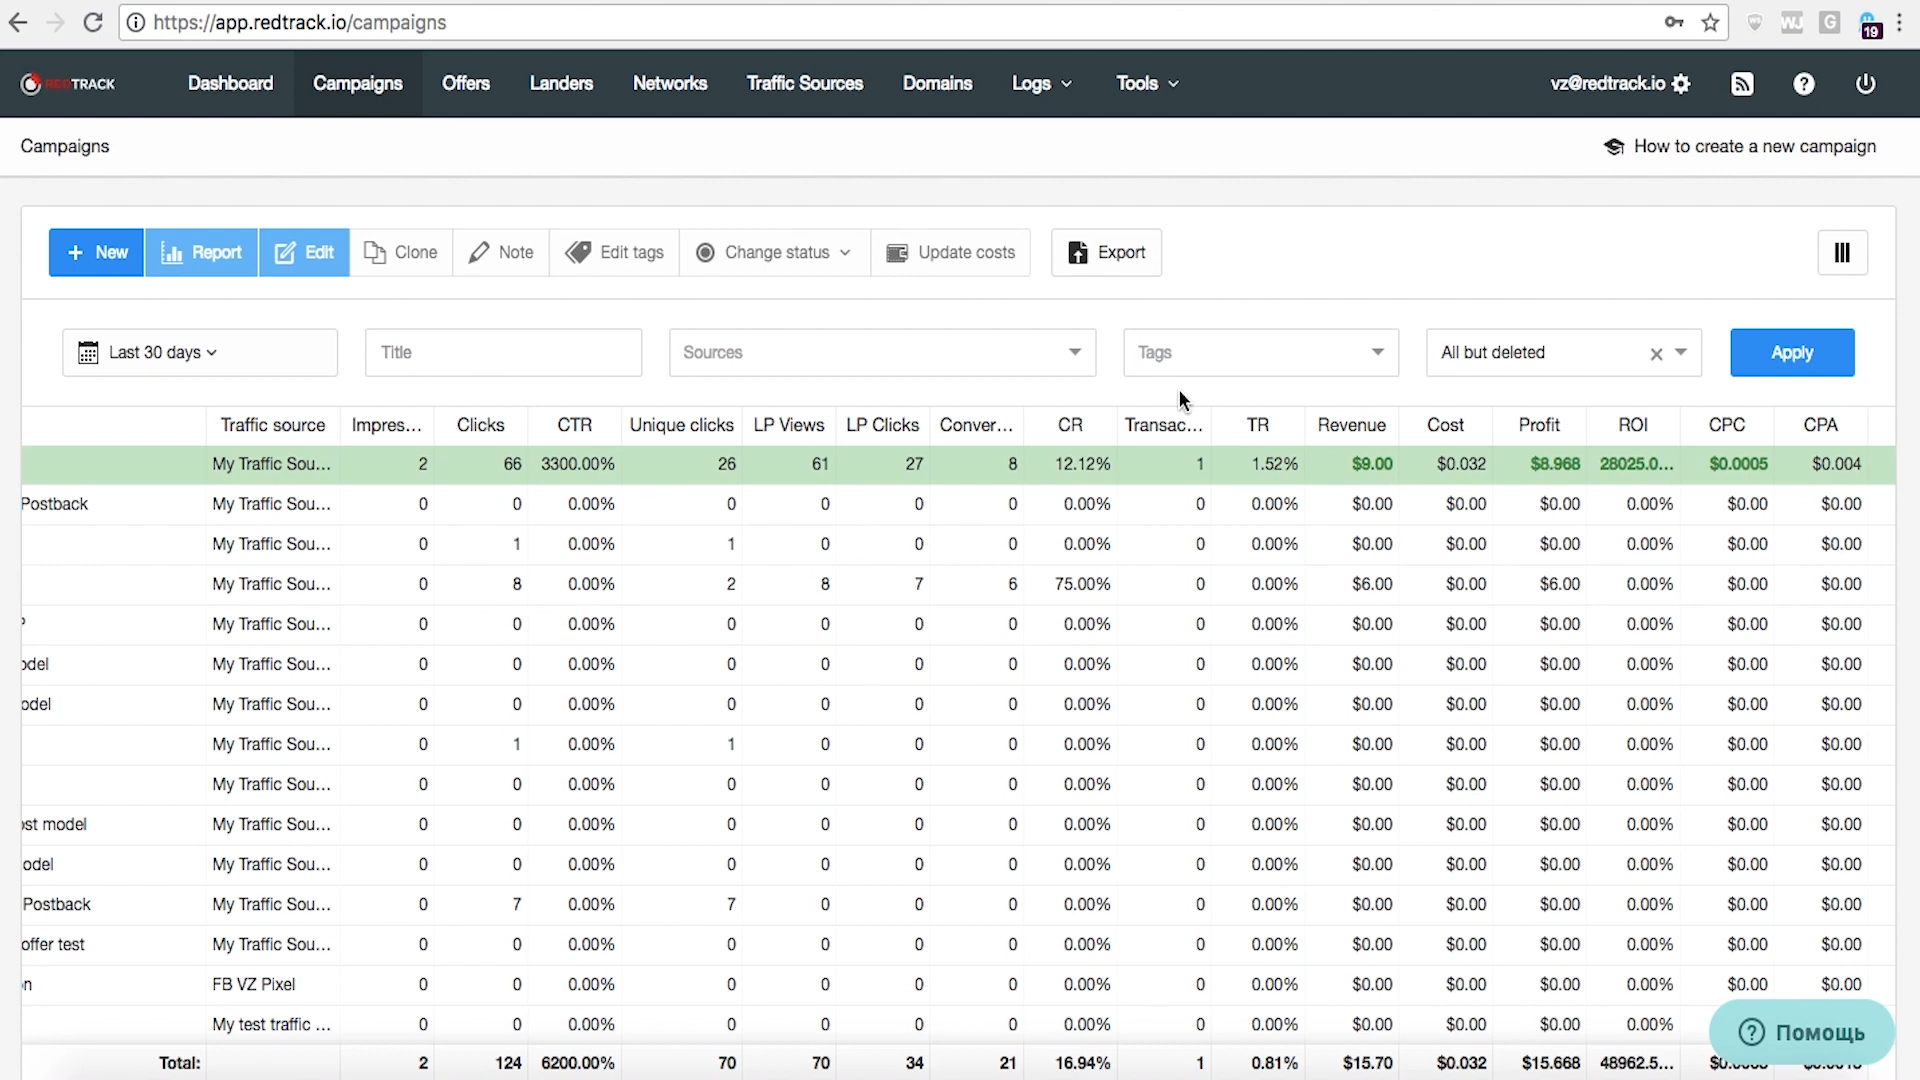 https://app.redtrack.io/campaigns
19
REDTRACK Dashboard Campaigns Offers Landers Networks Traffic Sources Domains Logs Tools vz@redtrack.io
Campaigns How to create a new campaign
+ New Report Edit Clone Note Edit tags Change status Update costs Export
Last 30 days Title Sources Tags All but deleted Apply
Traffic source Impres... Clicks CTR Unique clicks LP Views LP Clicks Conver... CR Transac... TR Revenue Cost Profit ROI CPC CPA
My Traffic Sou... 2 66 3300.00% 26 61 27 8 12.12% 1 1.52% $9.00 $0.032 $8.968 28025.0... $0.0005 $0.004
Postback My Traffic Sou... 0 0 0.00% 0 0 0 0 0.00% 0 0.00% $0.00 $0.00 $0.00 0.00% $0.00 $0.00
My Traffic Sou... 0 1 0.00% 1 0 0 0 0.00% 0 0.00% $0.00 $0.00 $0.00 0.00% $0.00 $0.00
My Traffic Sou... 0 8 0.00% 2 8 7 6 75.00% 0 0.00% $6.00 $0.00 $6.00 0.00% $0.00 $0.00
My Traffic Sou... 0 0 0.00% 0 0 0 0 0.00% 0 0.00% $0.00 $0.00 $0.00 0.00% $0.00 $0.00
odel My Traffic Sou... 0 0 0.00% 0 0 0 0 0.00% 0 0.00% $0.00 $0.00 $0.00 0.00% $0.00 $0.00
odel My Traffic Sou... 0 0 0.00% 0 0 0 0 0.00% 0 0.00% $0.00 $0.00 $0.00 0.00% $0.00 $0.00
My Traffic Sou... 0 1 0.00% 1 0 0 0 0.00% 0 0.00% $0.00 $0.00 $0.00 0.00% $0.00 $0.00
My Traffic Sou... 0 0 0.00% 0 0 0 0 0.00% 0 0.00% $0.00 $0.00 $0.00 0.00% $0.00 $0.00
ost model My Traffic Sou... 0 0 0.00% 0 0 0 0 0.00% 0 0.00% $0.00 $0.00 $0.00 0.00% $0.00 $0.00
odel My Traffic Sou... 0 0 0.00% 0 0 0 0 0.00% 0 0.00% $0.00 $0.00 $0.00 0.00% $0.00 $0.00
Postback My Traffic Sou... 0 7 0.00% 7 0 0 0 0.00% 0 0.00% $0.00 $0.00 $0.00 0.00% $0.00 $0.00
offer test My Traffic Sou... 0 0 0.00% 0 0 0 0 0.00% 0 0.00% $0.00 $0.00 $0.00 0.00% $0.00 $0.00
n FB VZ Pixel 0 0 0.00% 0 0 0 0 0.00% 0 0.00% $0.00 $0.00 $0.00 0.00% $0.00 $0.00
My test traffic ... 0 0 0.00% 0 0 0 0 0.00% 0 0.00% $0.00 $0.00 $0.00 0.00%
Помощь
Total: 2 124 6200.00% 70 70 34 21 16.94% 1 0.81% $15.70 $0.032 $15.668 48962.5...